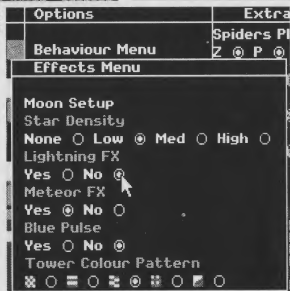 Options Extra
Spiders Pl
Behaviour Menu Z P
Effects Menu
Moon Setup
Star Density
None Low Med High
Lightning FX
Yes No
Meteor FX
Yes No
Blue Pulse
Yes No
Tower Colour Pattern